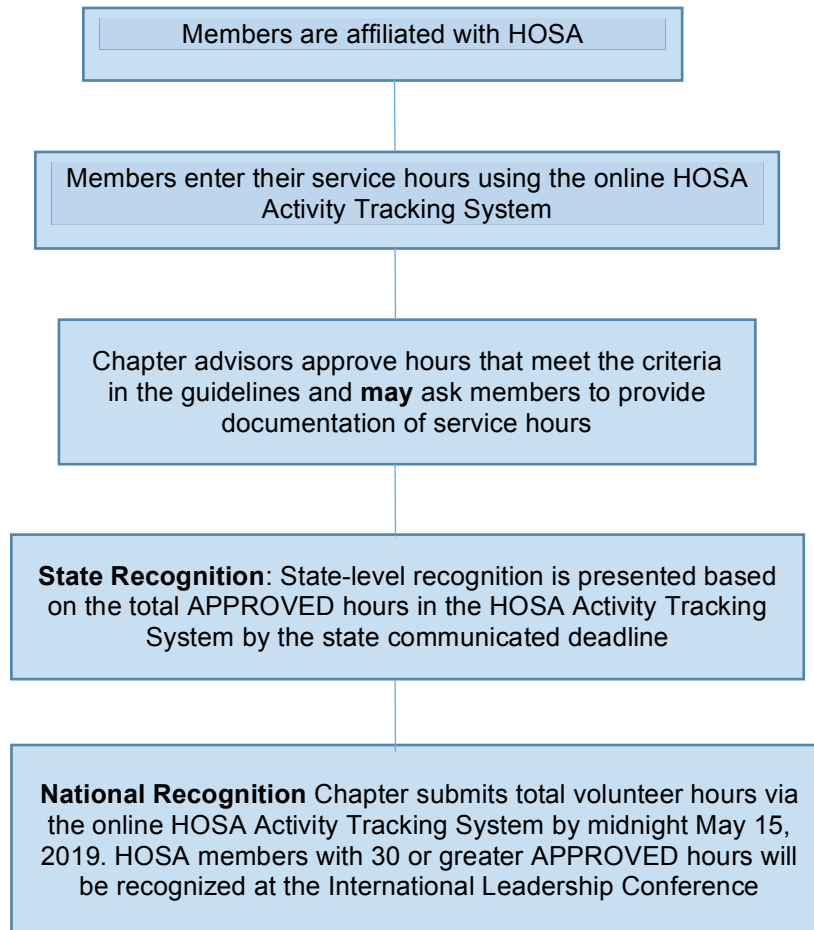 Members are affiliated with HOSA
Members enter their service hours using the online HOSA
Activity Tracking System
Chapter advisors approve hours that meet the criteria
in the guidelines and may ask members to provide
documentation of service hours
State Recognition: State-level recognition is presented based
on the total APPROVED hours in the HOSA Activity Tracking
System by the state communicated deadline
National Recognition Chapter submits total volunteer hours via
the online HOSA Activity Tracking System by midnight May 15,
2019. HOSA members with 30 or greater APPROVED hours will
be recognized at the International Leadership Conference